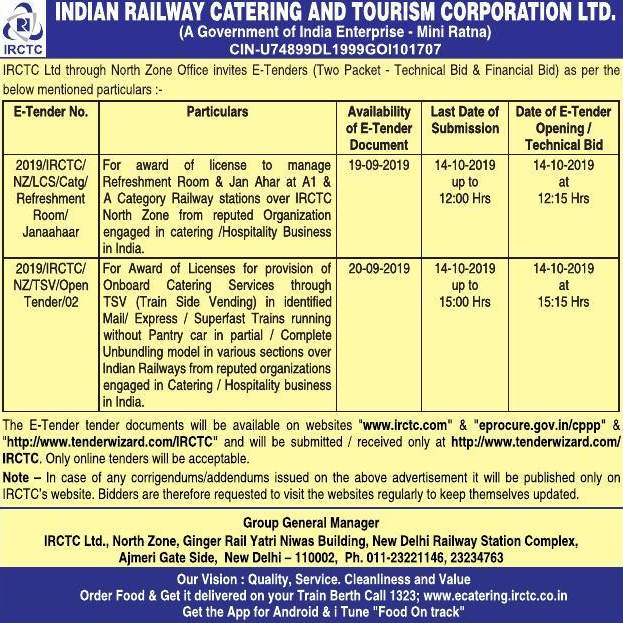 INDIAN RAILWAY CATERING AND TOURISM CORPORATION LTD.
(A Government of India Enterprise - Mini Ratna)
CIN-U74899DL1999GOI101707
IRCTC
IRCTC Ltd through North Zone Office invites E-Tenders (Two Packet - Technical Bid & Financial Bid) as per the
below mentioned particulars :-
E-Tender No.
Particulars
Availability
of E-Tender
Document
Last Date of
Submission
Date of E-Tender
Opening /
Technical Bid
2019/IRCTC/
NZ/LCS/Catg/
Refreshment
Room/
Janaahaar
For award of license to manage
Refreshment Room & Jan Ahar at A1 &
A Category Railway stations over IRCTC
North Zone from reputed Organization
engaged in catering /Hospitality Business
in India.
19-09-2019
14-10-2019
up to
12:00 Hrs
14-10-2019
at
12:15 Hrs
2019/IRCTC/
NZ/TSV/Open
Tender/02
For Award of Licenses for provision of
Onboard Catering Services through
TSV (Train Side Vending) in identified
Mail/ Express / Superfast Trains running
without Pantry car in partial / Complete
Unbundling model in various sections over
Indian Railways from reputed organizations
engaged in Catering / Hospitality business
in India.
20-09-2019
14-10-2019
up to
15:00 Hrs
14-10-2019
at
15:15 Hrs
The E-Tender tender documents will be available on websites "www.irctc.com" & "eprocure.gov.in/cppp" &
"http://www.tenderwizard.com/IRCTC" and will be submitted / received only at http://www.tenderwizard.com/
IRCTC. Only online tenders will be acceptable.
Note – In case of any corrigendums/addendums issued on the above advertisement it will be published only on
IRCTC's website. Bidders are therefore requested to visit the websites regularly to keep themselves updated.
Group General Manager
IRCTC Ltd., North Zone, Ginger Rail Yatri Niwas Building, New Delhi Railway Station Complex,
Ajmeri Gate Side, New Delhi – 110002, Ph. 011-23221146, 23234763
Our Vision : Quality, Service. Cleanliness and Value
Order Food & Get it delivered on your Train Berth Call 1323; www.ecatering.irctc.co.in
Get the App for Android & i Tune "Food On track"